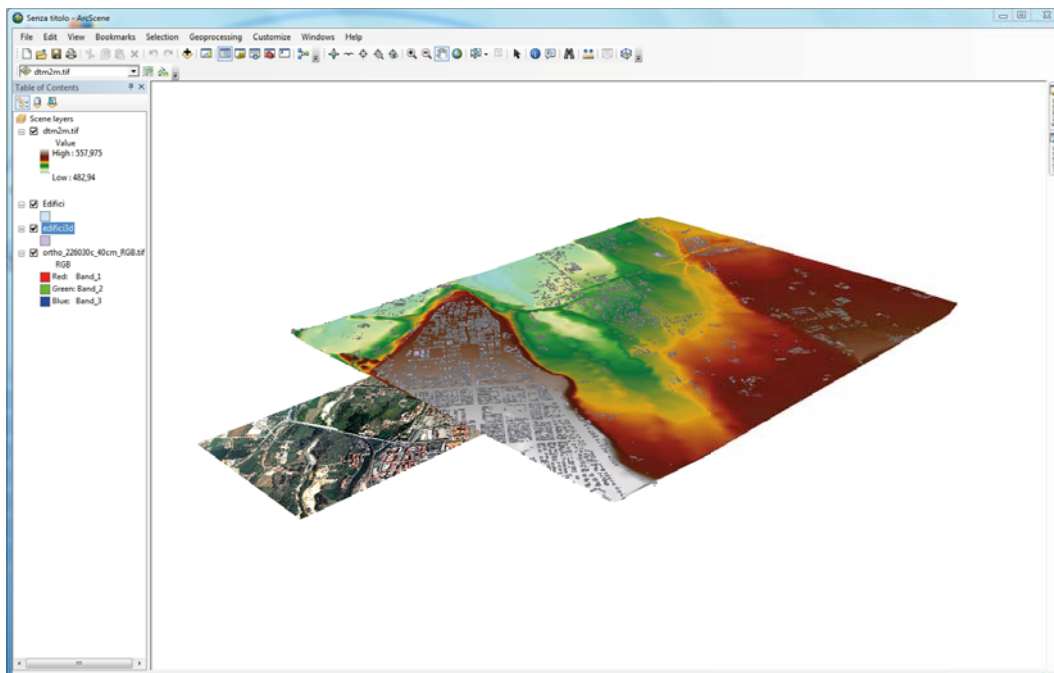 Senza titolo - ArcScene
File Edit View Bookmarks Selection Geoprocessing Customize Windows Help
dtm2m.tif
Table of Contents
Scene layers
dtm2m.tif
Value
High : 557,975
Low : 482,94
Edifici
edifici3d
ortho_226030c_40cm_RGB.tif
RGB
Red: Band_1
Green: Band_2
Blue: Band_3